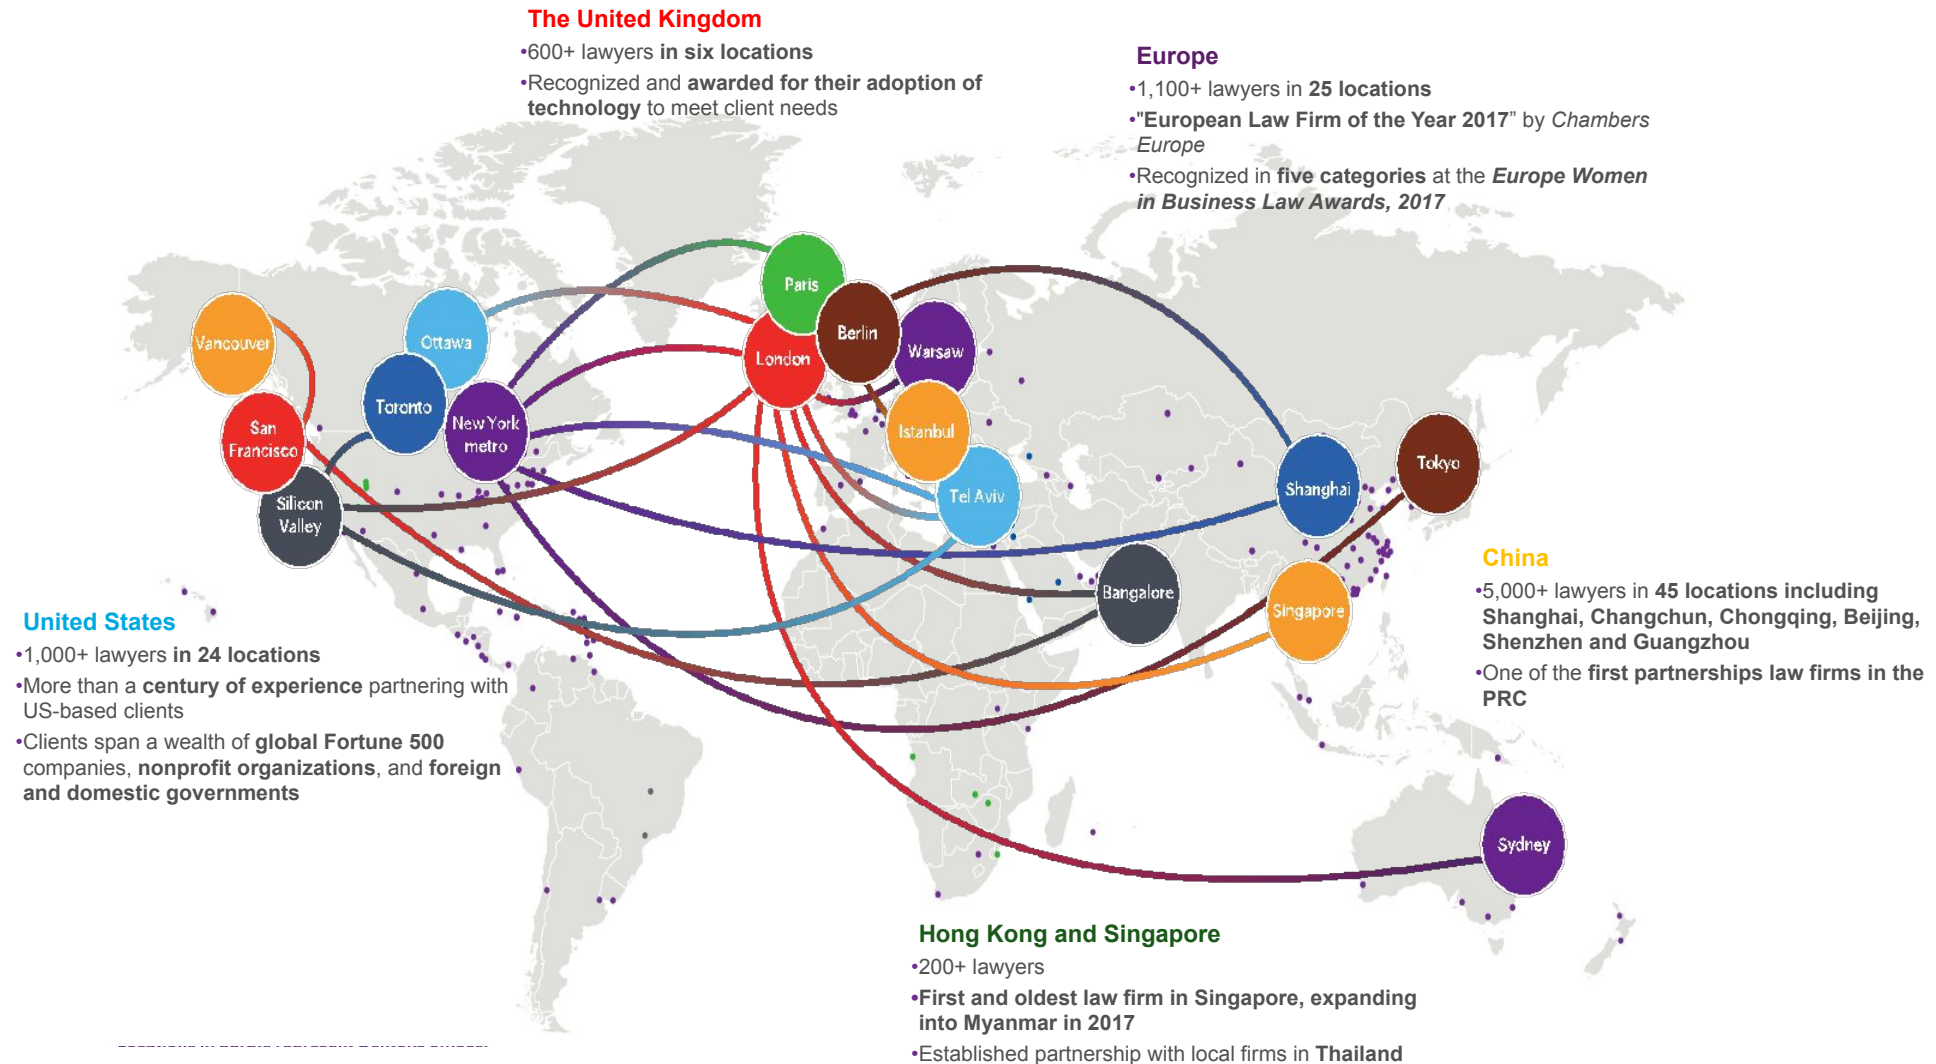 The United Kingdom
•600+ lawyers in six locations
•Recognized and awarded for their adoption of
technology to meet client needs
Europe
•1,100+ lawyers in 25 locations
•"European Law Firm of the Year 2017” by Chambers
Europe
•Recognized in five categories at the Europe Women
in Business Law Awards, 2017
Paris
Berlin
London
Warsaw
Vancouver
Ottawa
Toronto
New York
metro
San
Francisco
Silicon
Valley
Istanbul
Tel Aviv
Tokyo
Shanghai
Bangalore
Singapore
Sydney
China
•5,000+ lawyers in 45 locations including
Shanghai, Changchun, Chongqing, Beijing,
Shenzhen and Guangzhou
•One of the first partnerships law firms in the
PRC
United States
•1,000+ lawyers in 24 locations
•More than a century of experience partnering with
US-based clients
•Clients span a wealth of global Fortune 500
companies, nonprofit organizations, and foreign
and domestic governments
Hong Kong and Singapore
•200+ lawyers
•First and oldest law firm in Singapore, expanding
into Myanmar in 2017
•Established partnership with local firms in Thailand